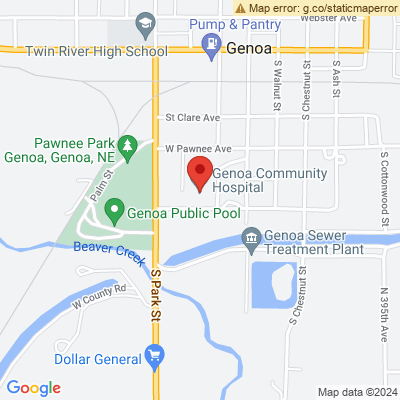 Map error: g.co/staticmaperror
Webster Ave
Pump & Pantry
Twin River High School
Genoa
S Walnut St
S Chestnut St
S Ash St
St Clare Ave
W Pawnee Ave
Pawnee Park
Genoa, Genoa, NE
Palm St
Genoa Community
Hospital
S Cottonwood St
Genoa Public Pool
Genoa Sewer
Treatment Plant
Beaver Creek
S Park St
W County Rd
S Chestnut St
N 395th Ave
Dollar General
Google
Map data ©2024